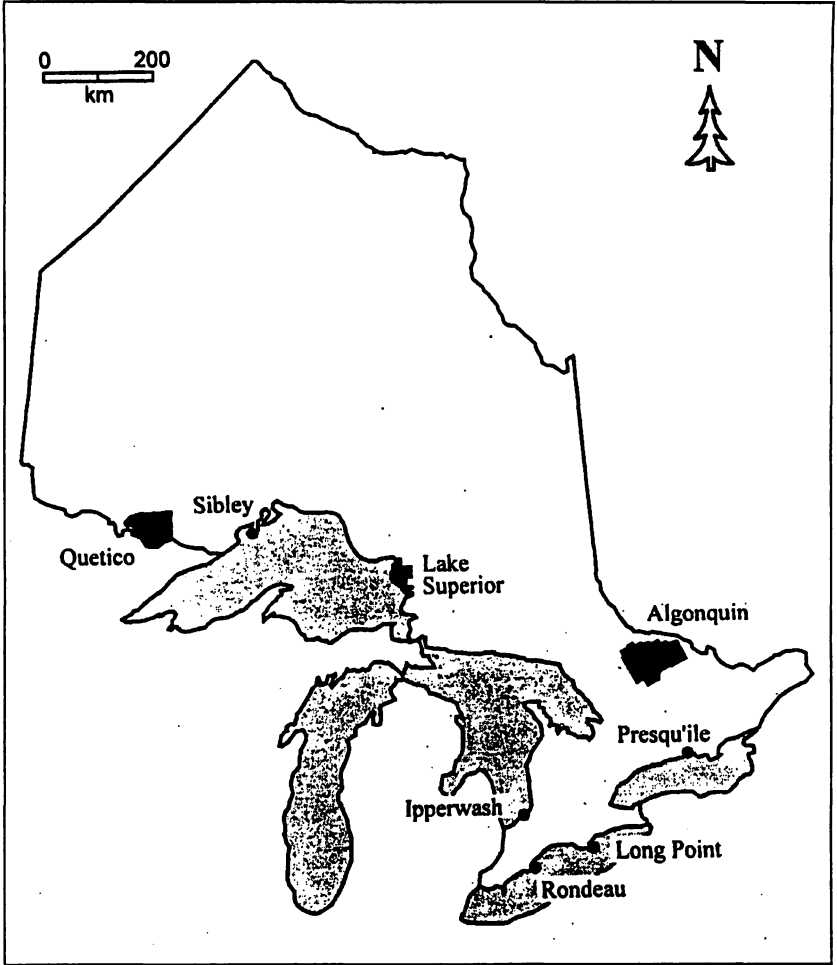 0 200
km
N
Sibley
Quetico
Lake
Superior
Algonquin
Presqu'ile
Ipperwash
Long Point
Rondeau